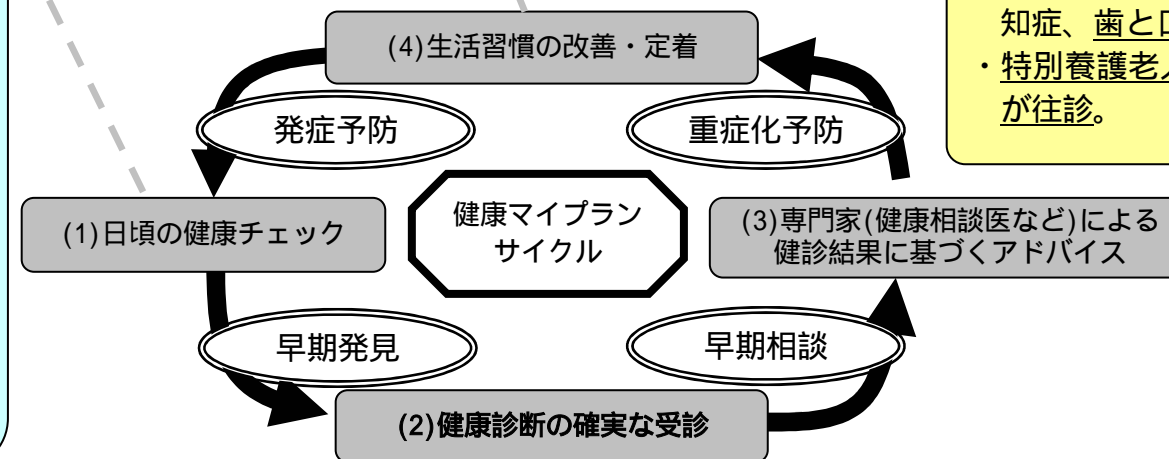 (4)生活習慣の改善・定着
知症、歯と口
・特別養護老人
が往診。
発症予防
重症化予防
(1)日頃の健康チェック
健康マイプラン
サイクル
(3)専門家(健康相談医など)による
健診結果に基づくアドバイス
早期発見
早期相談
(2)健康診断の確実な受診